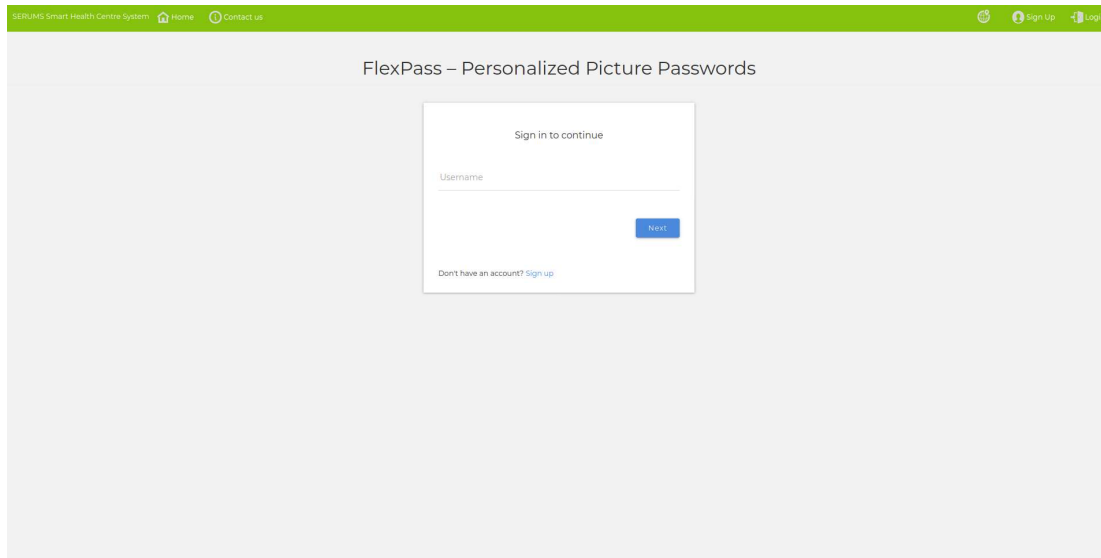 SERUMS Smart Health Centre System Home Contact us Sign Up Logi
FlexPass – Personalized Picture Passwords
Sign in to continue
Username
Next
Don't have an account? Sign up